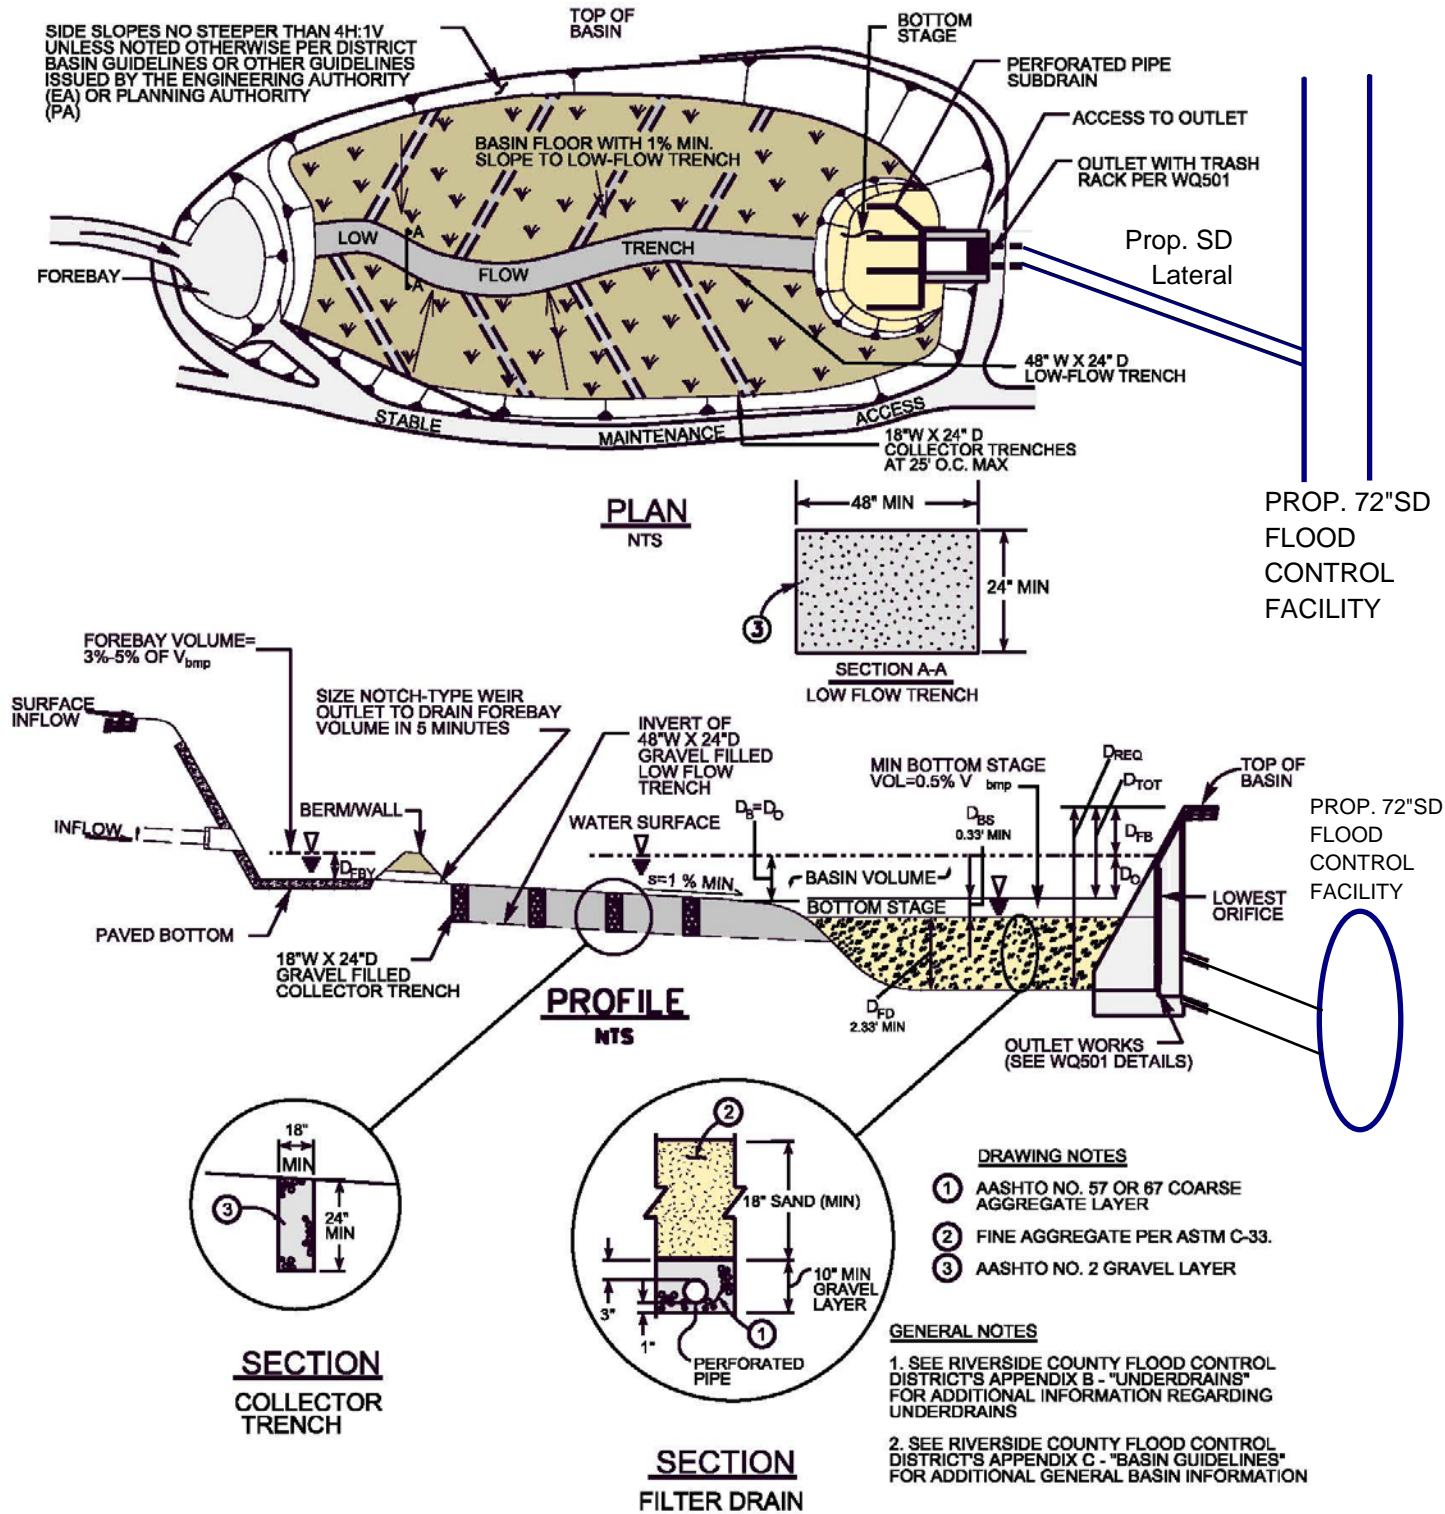 SIDE SLOPES NO STEEPER THAN 4H:1V
UNLESS NOTED OTHERWISE PER DISTRICT
BASIN GUIDELINES OR OTHER GUIDELINES
ISSUED BY THE ENGINEERING AUTHORITY
(EA) OR PLANNING AUTHORITY
(PA)
TOP OF
BASIN
BOTTOM
STAGE
PERFORATED PIPE
SUBDRAIN
ACCESS TO OUTLET
OUTLET WITH TRASH
RACK PER WQ501
BASIN FLOOR WITH 1% MIN.
SLOPE TO LOW-FLOW TRENCH
LOW
FLOW
TRENCH
A
A
FOREBAY
Prop. SD
Lateral
48" W X 24" D
LOW-FLOW TRENCH
STABLE
MAINTENANCE
ACCESS
18"W X 24" D
COLLECTOR TRENCHES
AT 25' O.C. MAX
PLAN
NTS
48" MIN
24" MIN
3
SECTION A-A
LOW FLOW TRENCH
PROP. 72"SD
FLOOD
CONTROL
FACILITY
FOREBAY VOLUME=
3%-5% OF Vbmp
SURFACE
INFLOW
SIZE NOTCH-TYPE WEIR
OUTLET TO DRAIN FOREBAY
VOLUME IN 5 MINUTES
INVERT OF
48"W X 24"D
GRAVEL FILLED
LOW FLOW
TRENCH
MIN BOTTOM STAGE
VOL=0.5% V bmp
DREQ
DTOT
TOP OF
BASIN
PROP. 72"SD
FLOOD
CONTROL
FACILITY
BERM/WALL
INFLOW
WATER SURFACE
DB=DO
DBS
0.33' MIN
DFB
DO
DFBY
s=1 % MIN
BASIN VOLUME
BOTTOM STAGE
LOWEST
ORIFICE
PAVED BOTTOM
18"W X 24"D
GRAVEL FILLED
COLLECTOR TRENCH
PROFILE
NTS
DFD
2.33' MIN
OUTLET WORKS
(SEE WQ501 DETAILS)
18"
MIN
3
24"
MIN
2
18" SAND (MIN)
10" MIN
GRAVEL
LAYER
3"
1"
1
PERFORATED
PIPE
SECTION
COLLECTOR
TRENCH
SECTION
FILTER DRAIN
DRAWING NOTES
1 AASHTO NO. 57 OR 67 COARSE
AGGREGATE LAYER
2 FINE AGGREGATE PER ASTM C-33.
3 AASHTO NO. 2 GRAVEL LAYER
GENERAL NOTES
1. SEE RIVERSIDE COUNTY FLOOD CONTROL
DISTRICT'S APPENDIX B - "UNDERDRAINS"
FOR ADDITIONAL INFORMATION REGARDING
UNDERDRAINS
2. SEE RIVERSIDE COUNTY FLOOD CONTROL
DISTRICT'S APPENDIX C - "BASIN GUIDELINES"
FOR ADDITIONAL GENERAL BASIN INFORMATION